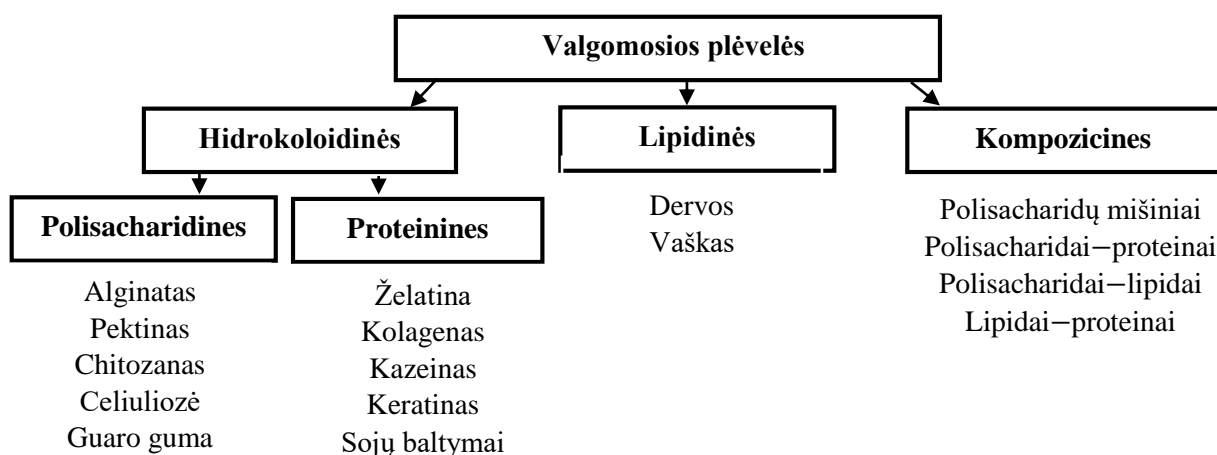 Valgomosios plėvelės
Hidrokoloidinės
Lipidinės
Kompozicines
Polisacharidines
Proteinines
Alginatas
Pektinas
Chitozanas
Celiuliozė
Guaro guma
Želatina
Kolagenas
Kazeinas
Keratinas
Sojų baltymai
Dervos
Vaškas
Polisacharidų mišiniai
Polisacharidai−proteinai
Polisacharidai−lipidai
Lipidai−proteinai